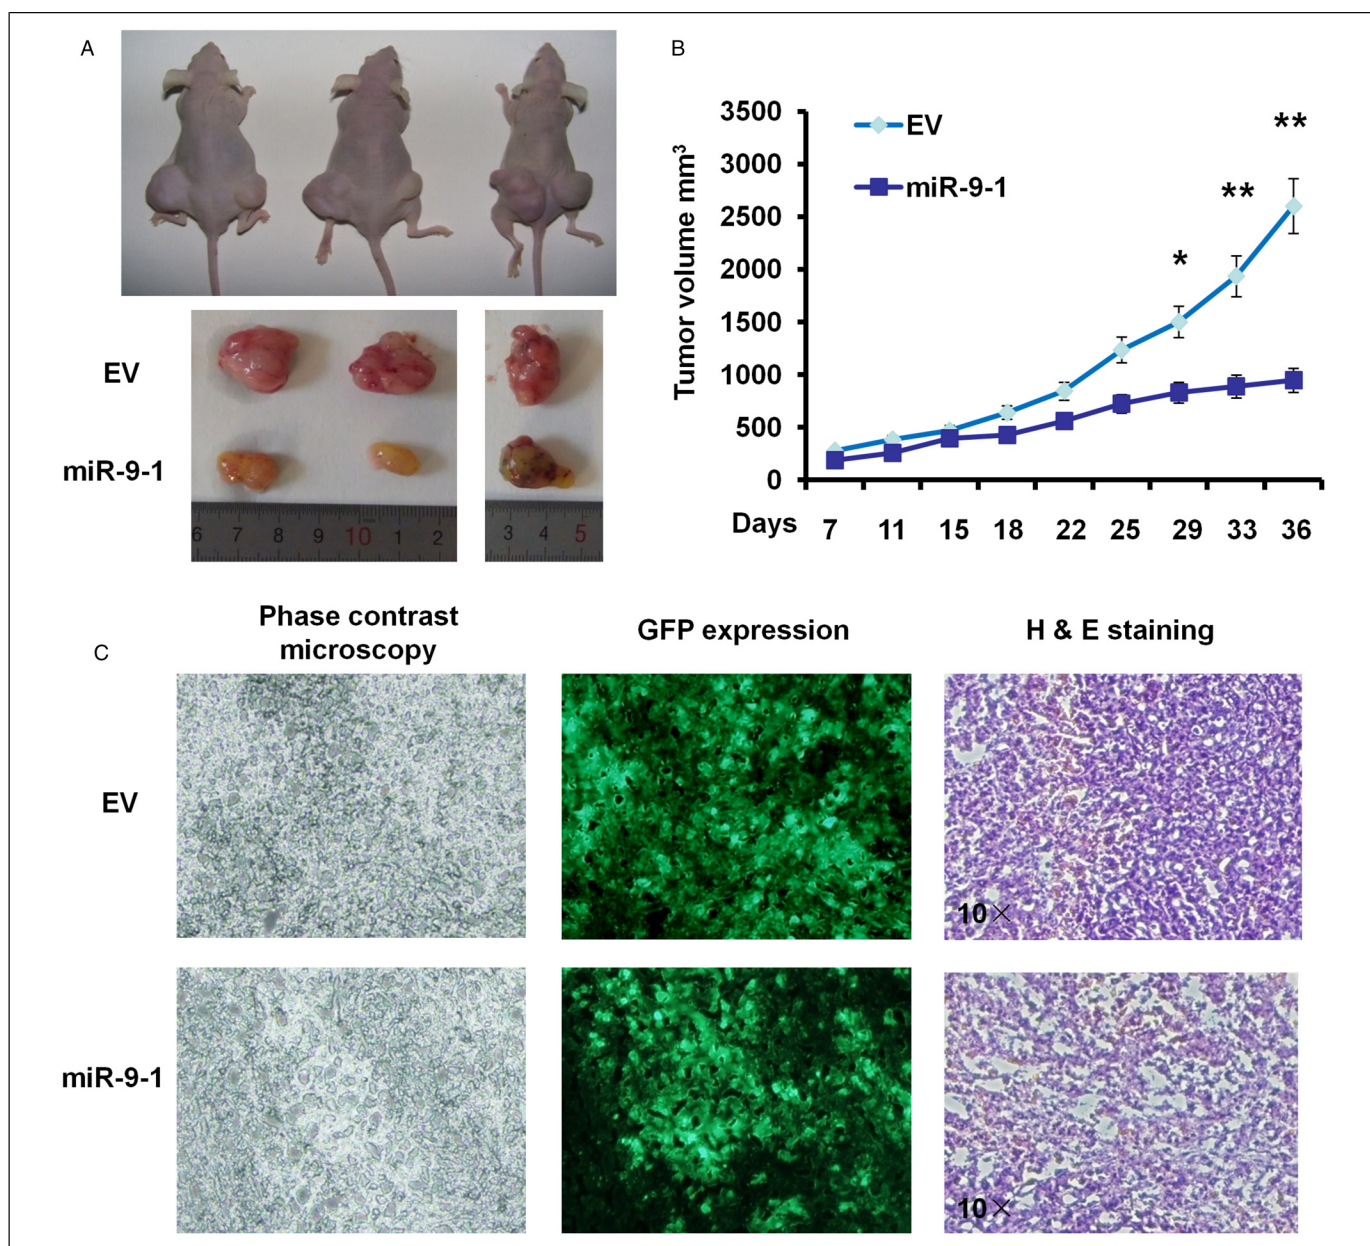 A
EV
miR-9-1
6 7 8 9 10 1 2
3 4 5
B
3500
3000
2500
2000
1500
1000
500
0
Tumor volume mm³
EV
miR-9-1
*
**
**
Days 7 11 15 18 22 25 29 33 36
C
Phase contrast
microscopy
GFP expression
H & E staining
EV
10×
miR-9-1
10×